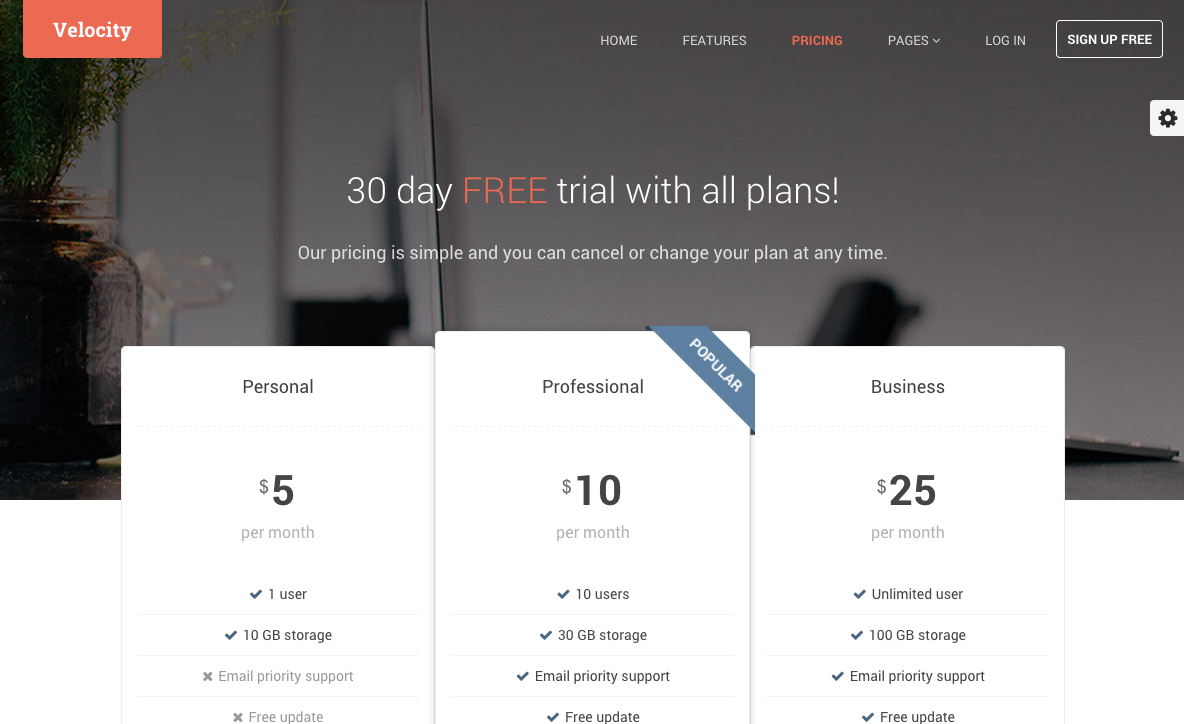 Velocity
HOME FEATURES PRICING PAGES LOG IN SIGN UP FREE
30 day FREE trial with all plans!
Our pricing is simple and you can cancel or change your plan at any time.
POPULAR
Personal
$5
per month
1 user
10 GB storage
Email priority support
Free update
Professional
$10
per month
10 users
30 GB storage
Email priority support
Free update
Business
$25
per month
Unlimited user
100 GB storage
Email priority support
Free update